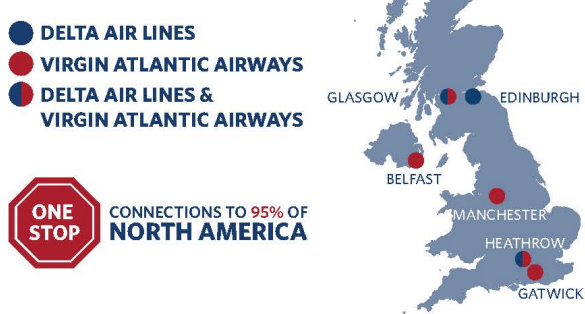 DELTA AIR LINES
VIRGIN ATLANTIC AIRWAYS
DELTA AIR LINES &
VIRGIN ATLANTIC AIRWAYS
GLASGOW
EDINBURGH
BELFAST
MANCHESTER
HEATHROW
GATWICK
ONE
STOP
CONNECTIONS TO 95% OF
NORTH AMERICA